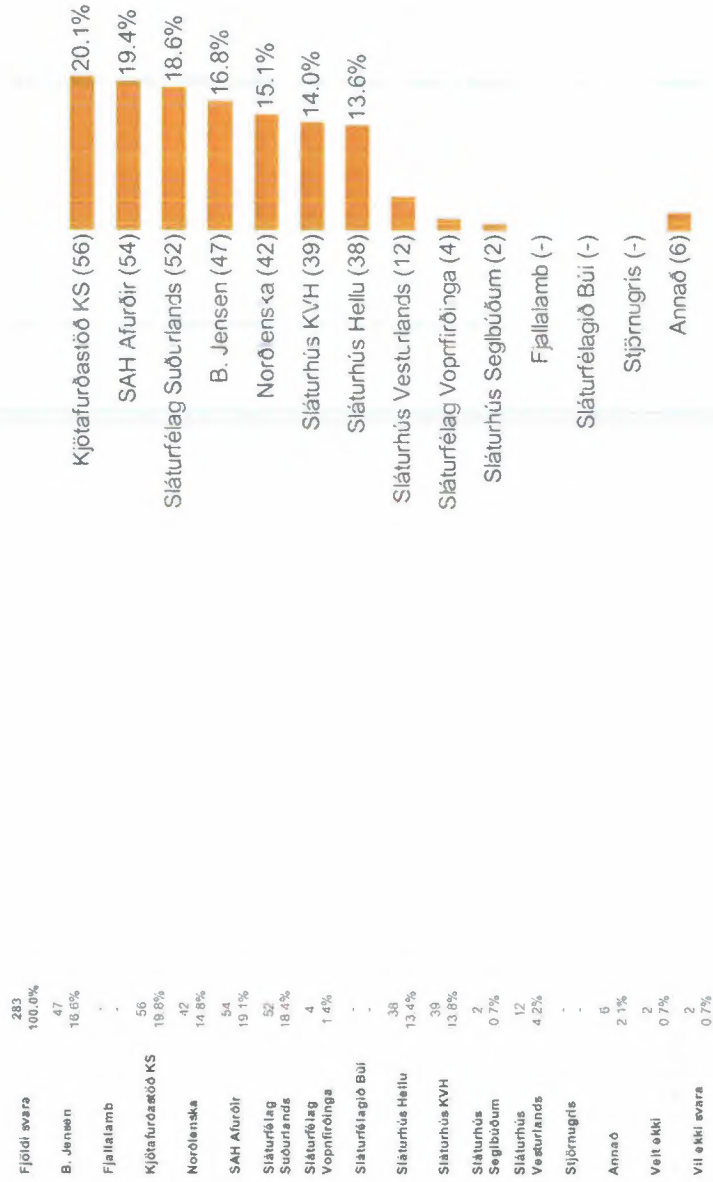 Fjöldi svara 283
100.0%
B. Jensen 47
16.6%
Fjallalamb -
-
Kjötafurðastöð KS 56
19.8%
Norðlenska 42
14.8%
SAH Afurðir 54
19.1%
Sláturfélag 52
Suðurlands 18.4%
Sláturfélag 4
Vopnfirðinga 1.4%
Sláturfélagið Búi -
-
Sláturhús Hellu 38
13.4%
Sláturhús KVH 39
13.8%
Sláturhús 2
Seglbúðum 0.7%
Sláturhús 12
Vesturlands 4.2%
Stjörnugrís -
-
Annað 6
2.1%
Veit ekki 2
0.7%
Vil ekki svara 2
0.7%
Kjötafurðastöð KS (56) 20.1%
SAH Afurðir (54) 19.4%
Sláturfélag Suðurlands (52) 18.6%
B. Jensen (47) 16.8%
Norðlenska (42) 15.1%
Sláturhús KVH (39) 14.0%
Sláturhús Hellu (38) 13.6%
Sláturhús Vesturlands (12)
Sláturfélag Vopnfirðinga (4)
Sláturhús Seglbúðum (2)
Fjallalamb (-)
Sláturfélagið Búi (-)
Stjörnugrís (-)
Annað (6)